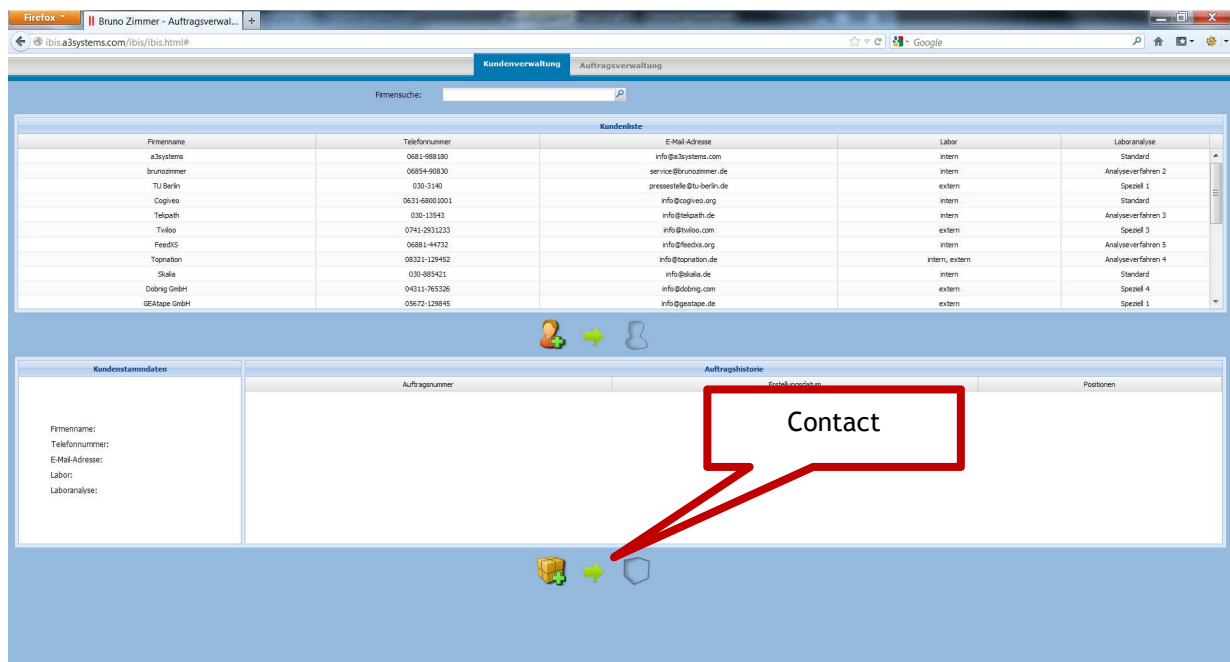 Firefox
Bruno Zimmer - Auftragsverwal...
ibis.a3systems.com/ibis/ibis.html#
Google
Kundenverwaltung Auftragsverwaltung
Firmensuche:
Kundenliste
Firmenname Telefonnummer E-Mail-Adresse Labor Laboranalyse
a3systems 0681-988180 info@a3systems.com intern Standard
brunozimmer 06854-90830 service@brunozimmer.de intern Analyseverfahren 2
TU Berlin 030-3140 pressestelle@tu-berlin.de extern Speziell 1
Cogiveo 0631-68001001 info@cogiveo.org intern Standard
Tekpath 030-13543 info@tekpath.de intern Analyseverfahren 3
Twiloo 0741-2931233 info@twiloo.com extern Speziell 3
FeedXS 06881-44732 info@feedxs.org intern Analyseverfahren 5
Topnation 08321-129452 info@topnation.de intern, extern Analyseverfahren 4
Skalia 030-885421 info@skalia.de intern Standard
Dobnig GmbH 04311-765326 info@dobnig.com extern Speziell 4
GEAtape GmbH 05672-129845 info@geatape.de extern Speziell 1
Kundenstammdaten Auftragshistorie
Auftragsnummer Erstellungsdatum Positionen
Contact
Firmenname:
Telefonnummer:
E-Mail-Adresse:
Labor:
Laboranalyse: